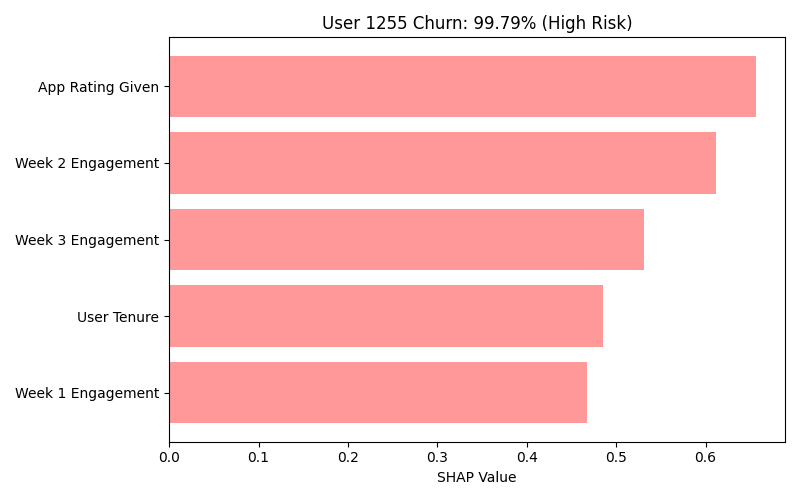 User 1255 Churn: 99.79% (High Risk)
App Rating Given
Week 2 Engagement
Week 3 Engagement
User Tenure
Week 1 Engagement
0.0 0.1 0.2 0.3 0.4 0.5 0.6
SHAP Value